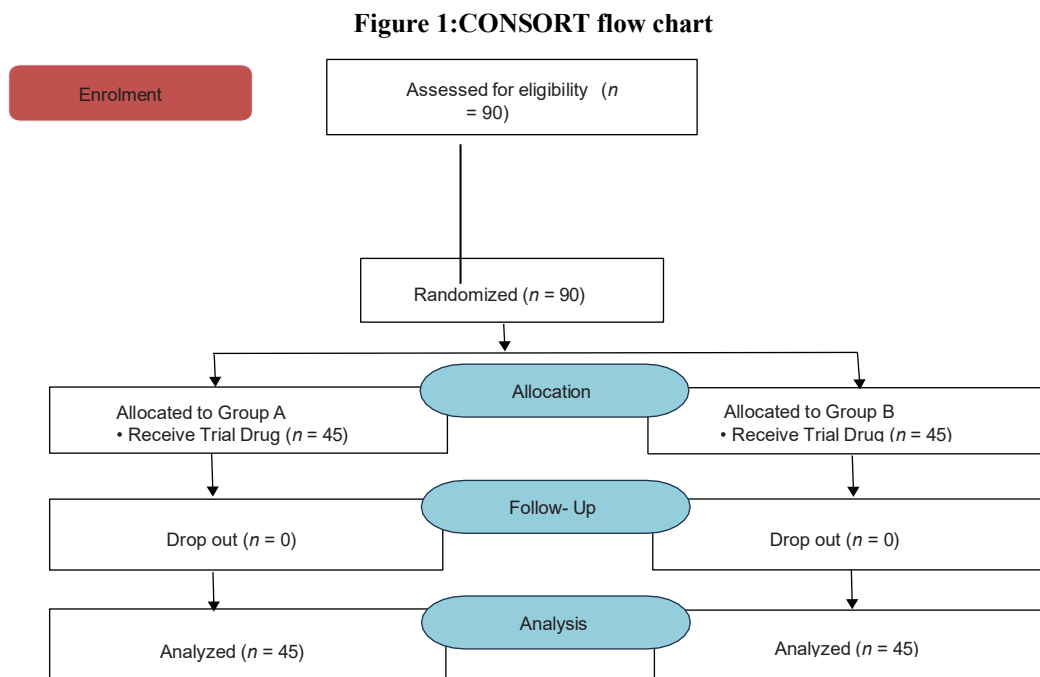 Figure 1:CONSORT flow chart
Enrolment
Assessed for eligibility (n
= 90)
Randomized (n = 90)
Allocation
Allocated to Group A
• Receive Trial Drug (n = 45)
Allocated to Group B
• Receive Trial Drug (n = 45)
Follow- Up
Drop out (n = 0)
Drop out (n = 0)
Analysis
Analyzed (n = 45)
Analyzed (n = 45)